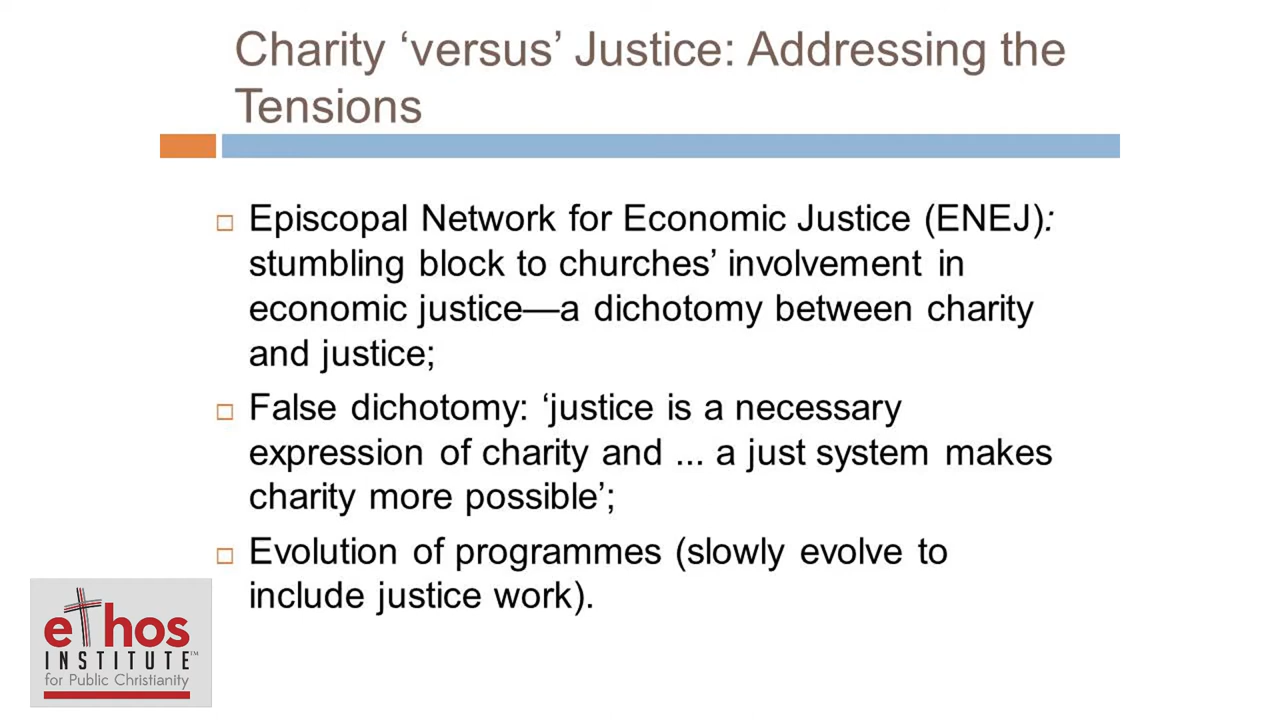 Charity ‘versus’ Justice: Addressing the
Tensions
Episcopal Network for Economic Justice (ENEJ):
stumbling block to churches’ involvement in
economic justice—a dichotomy between charity
and justice;
False dichotomy: ‘justice is a necessary
expression of charity and ... a just system makes
charity more possible’;
Evolution of programmes (slowly evolve to
include justice work).
ethos
INSTITUTE™
for Public Christianity